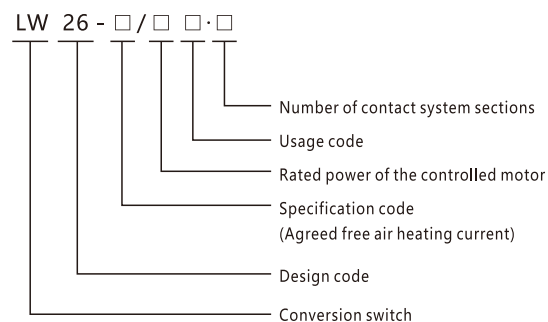 LW 26 - □ / □ □ · □
Number of contact system sections
Usage code
Rated power of the controlled motor
Specification code
(Agreed free air heating current)
Design code
Conversion switch